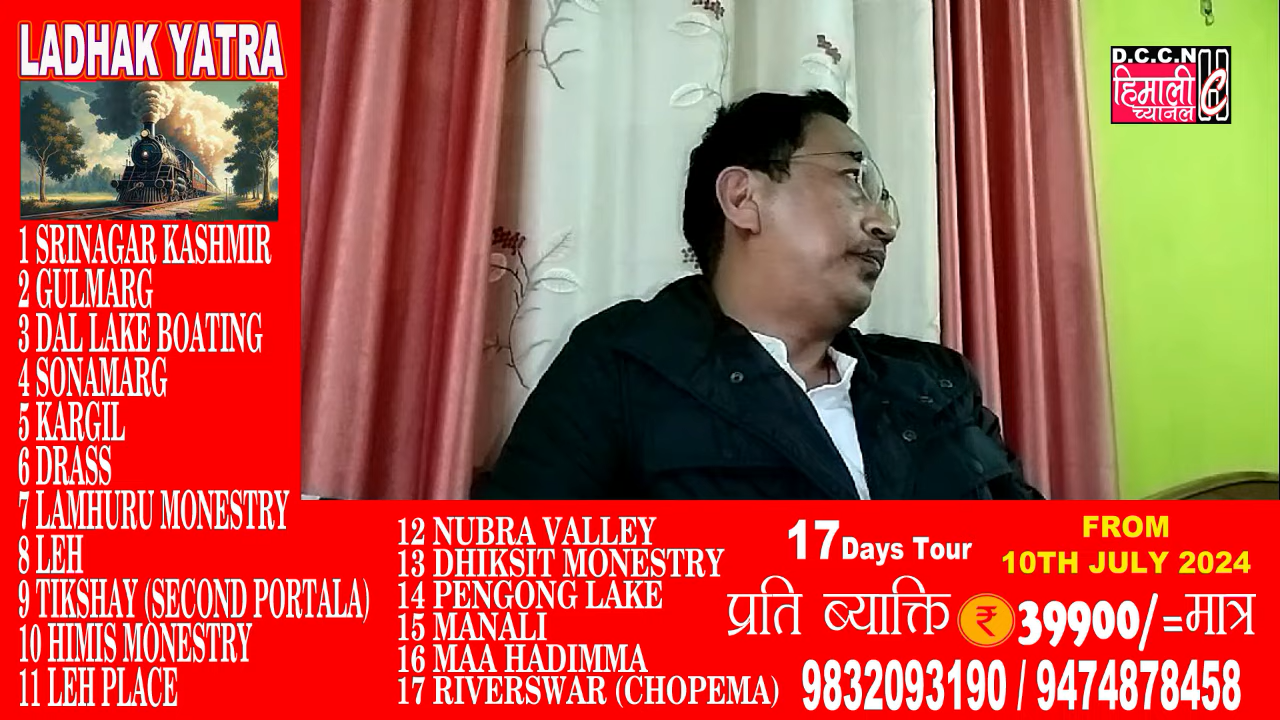 LADHAK YATRA
1 SRINAGAR KASHMIR
2 GULMARG
3 DAL LAKE BOATING
4 SONAMARG
5 KARGIL
6 DRASS
7 LAMHURU MONESTRY
8 LEH
9 TIKSHAY (SECOND PORTALA)
10 HIMIS MONESTRY
11 LEH PLACE
12 NUBRA VALLEY
13 DHIKSIT MONESTRY
14 PENGONG LAKE
15 MANALI
16 MAA HADIMMA
17 RIVERSWAR (CHOPEMA)
D.C.C.N
हिमाली
च्यानल
HC
17 Days Tour
FROM
10TH JULY 2024
प्रति ब्याक्ति ₹ 39900/=मात्र
9832093190 / 9474878458